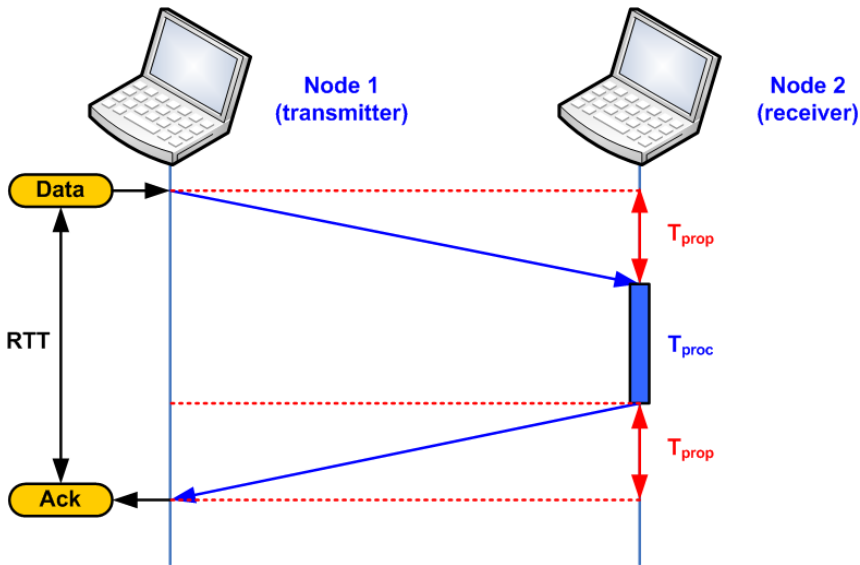 Node 1
(transmitter)
Node 2
(receiver)
Data
Tprop
RTT
Tproc
Tprop
Ack